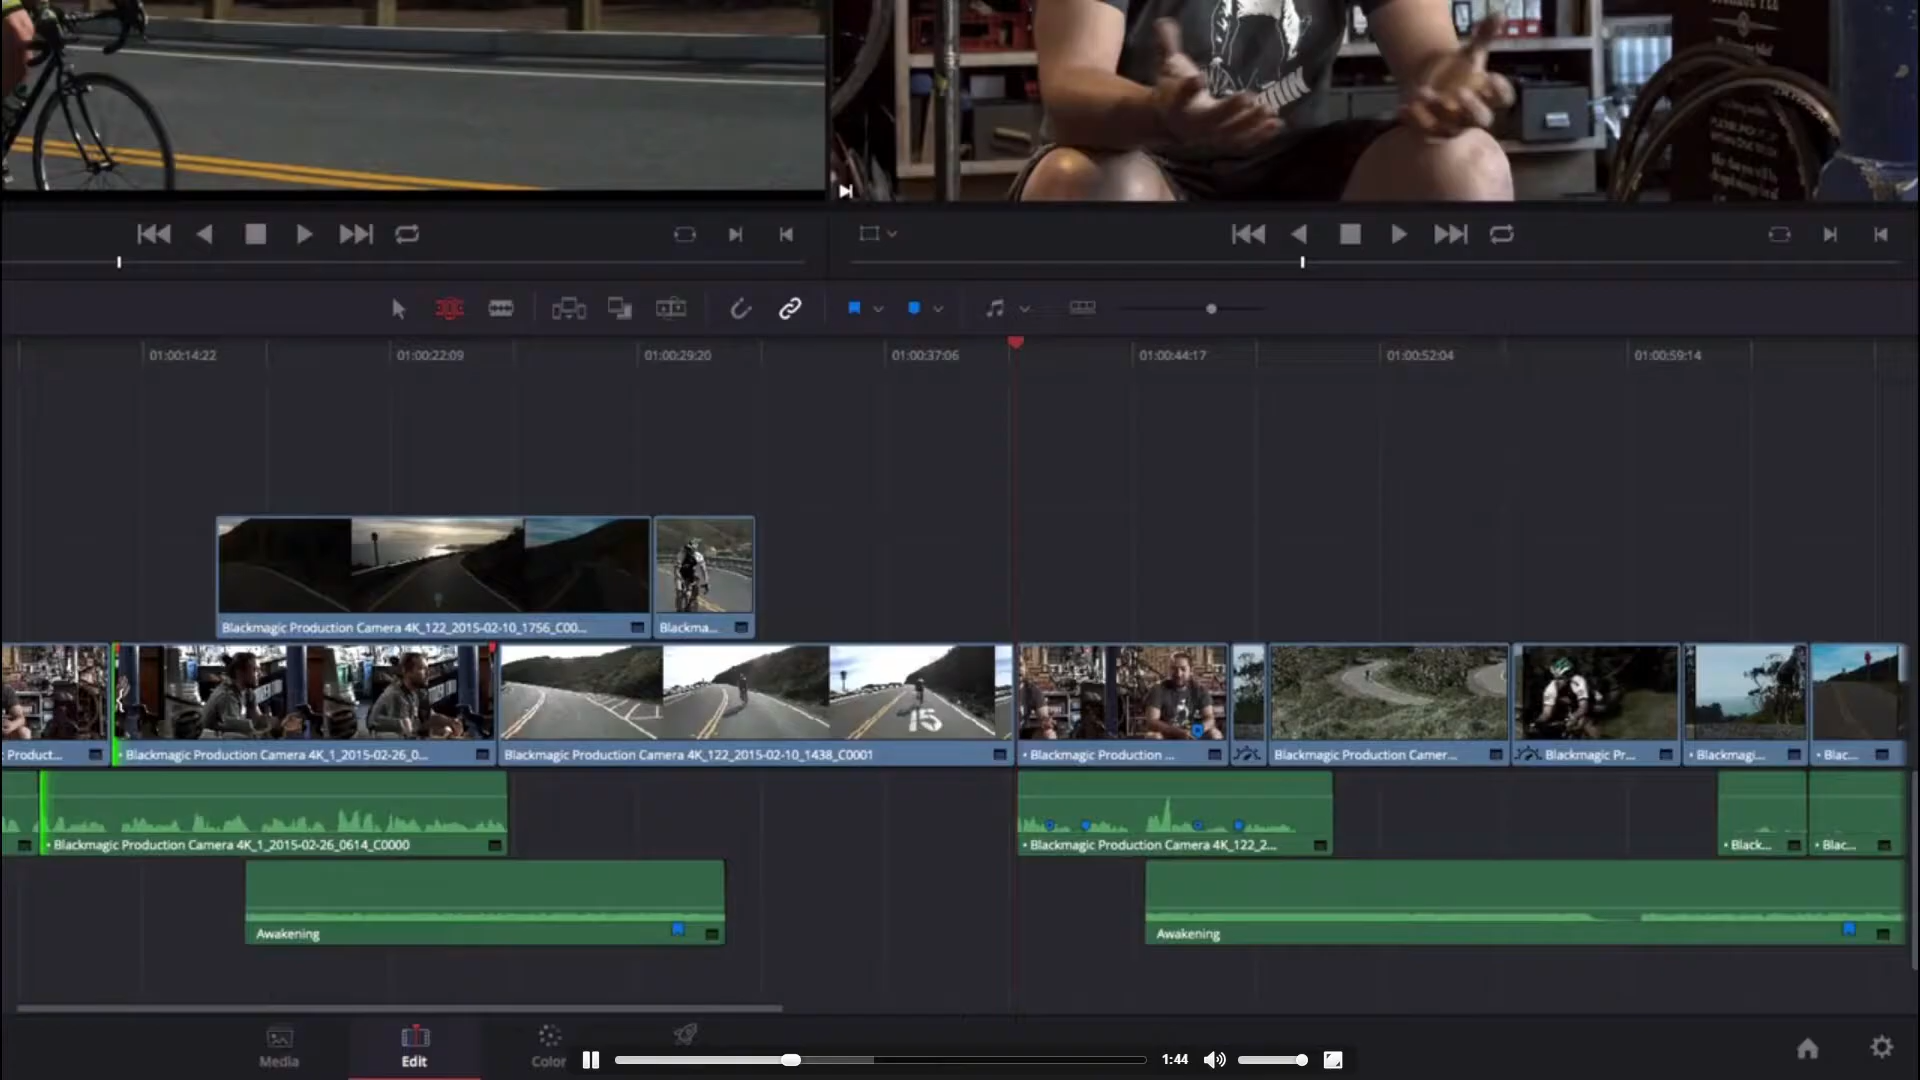 01:00:14:22 01:00:22:09 01:00:29:20 01:00:37:06 01:00:44:17 01:00:52:04 01:00:59:14
Blackmagic Production Camera 4K_122_2015-02-10_1756_C00... Blackma...
15
Product... • Blackmagic Production Camera 4K_1_2015-02-26_0... Blackmagic Production Camera 4K_122_2015-02-10_1438_C0001 • Blackmagic Production ... Blackmagic Production Camer... Blackmagic Pr... • Blackmagi... • Blac...
• Blackmagic Production Camera 4K_1_2015-02-26_0614_C0000 • Blackmagic Production Camera 4K_122_2... • Black... • Blac...
Awakening Awakening
Media Edit Color 1:44